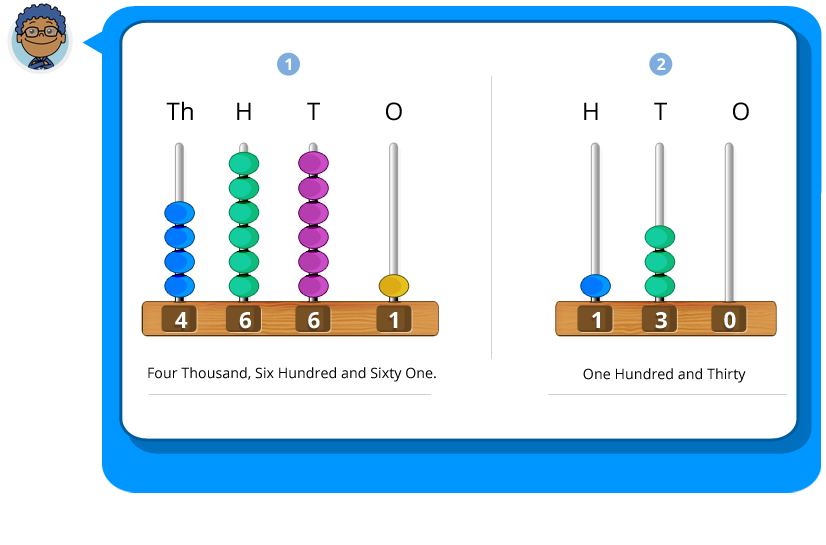 1
Th H T O
4 6 6 1
Four Thousand, Six Hundred and Sixty One.
2
H T O
1 3 0
One Hundred and Thirty